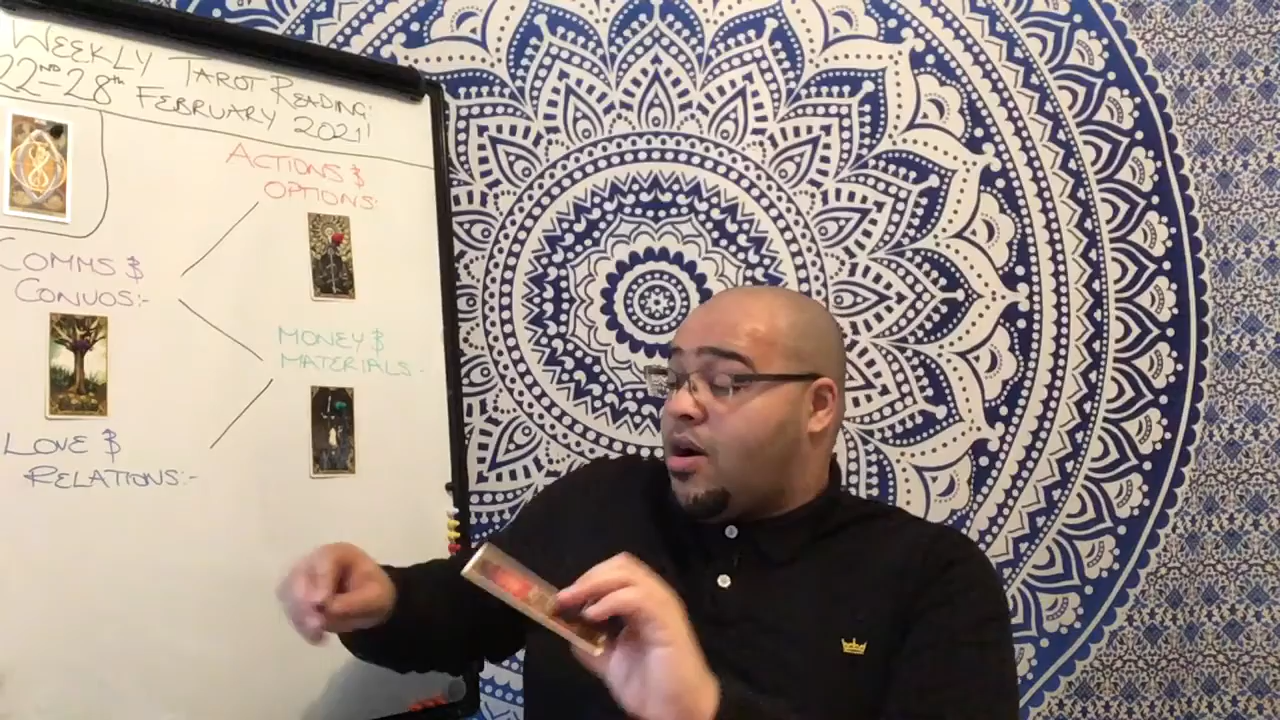 WEEKLY TAROT READING:
22ND-28TH FEBRUARY 2021!
ACTIONS &
OPTIONS:
COMMS &
CONVOS:-
MONEY &
MATERIALS-
LOVE &
RELATIONS:-